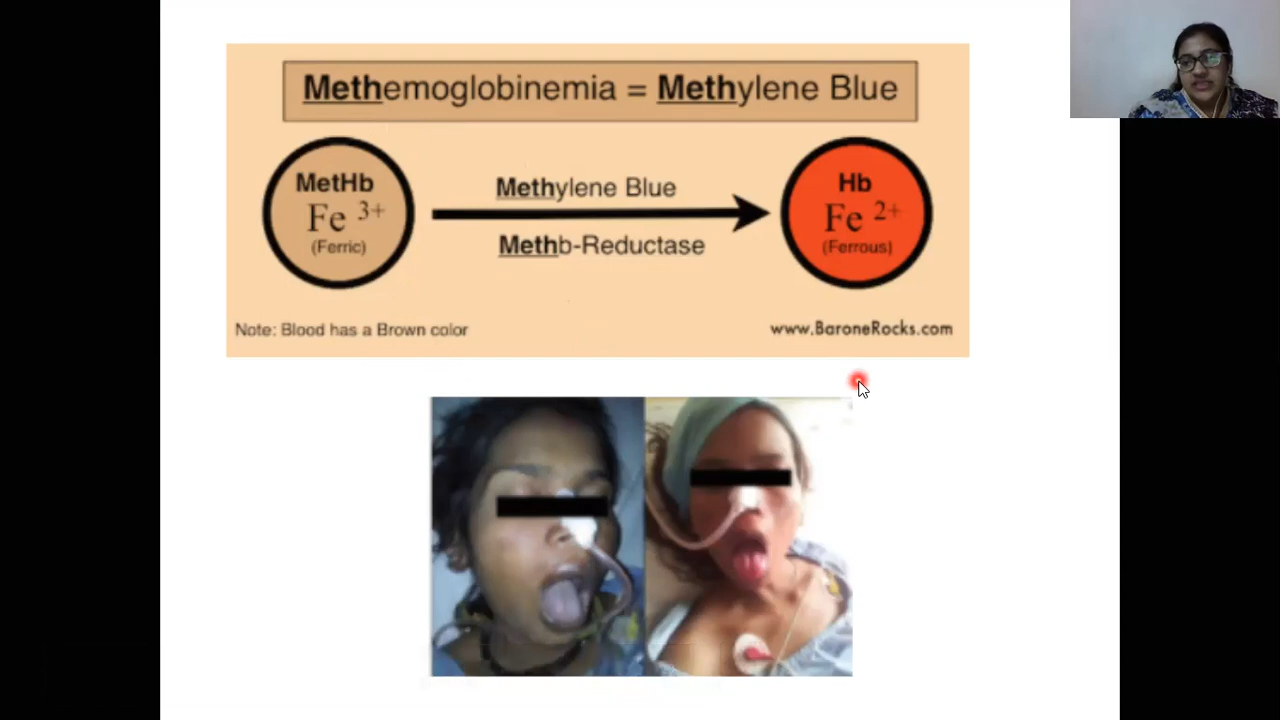 Methemoglobinemia = Methylene Blue
MetHb
Fe 3+
(Ferric)
Methylene Blue
Methb-Reductase
Hb
Fe 2+
(Ferrous)
Note: Blood has a Brown color
www.BaroneRocks.com